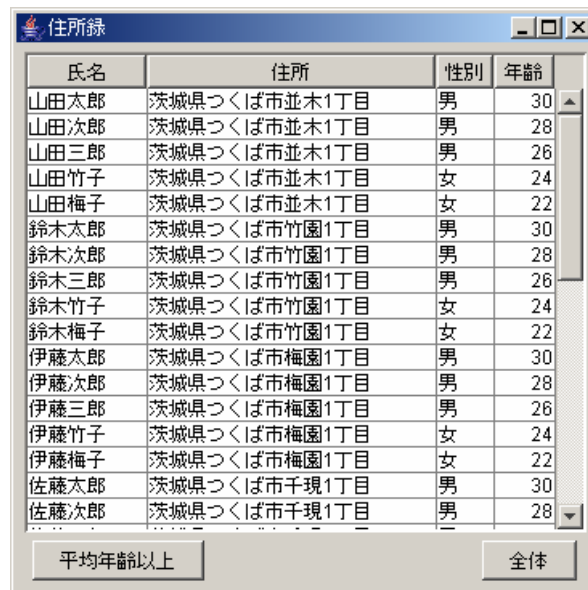 住所録
氏名 住所 性別 年齢
山田太郎 茨城県つくば市並木1丁目 男 30
山田次郎 茨城県つくば市並木1丁目 男 28
山田三郎 茨城県つくば市並木1丁目 男 26
山田竹子 茨城県つくば市並木1丁目 女 24
山田梅子 茨城県つくば市並木1丁目 女 22
鈴木太郎 茨城県つくば市竹園1丁目 男 30
鈴木次郎 茨城県つくば市竹園1丁目 男 28
鈴木三郎 茨城県つくば市竹園1丁目 男 26
鈴木竹子 茨城県つくば市竹園1丁目 女 24
鈴木梅子 茨城県つくば市竹園1丁目 女 22
伊藤太郎 茨城県つくば市梅園1丁目 男 30
伊藤次郎 茨城県つくば市梅園1丁目 男 28
伊藤三郎 茨城県つくば市梅園1丁目 男 26
伊藤竹子 茨城県つくば市梅園1丁目 女 24
伊藤梅子 茨城県つくば市梅園1丁目 女 22
佐藤太郎 茨城県つくば市千現1丁目 男 30
佐藤次郎 茨城県つくば市千現1丁目 男 28
平均年齢以上 全体